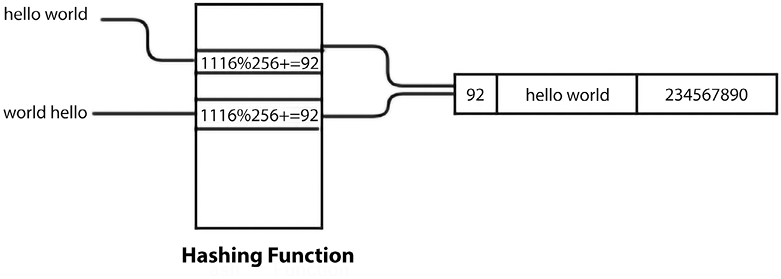 hello world
1116%256+=92
world hello
1116%256+=92
92 hello world 234567890
Hashing Function